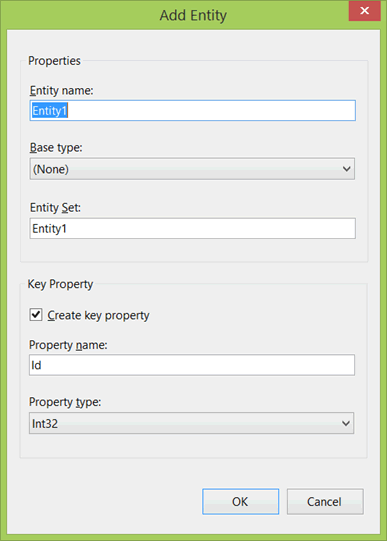 Add Entity
Properties
Entity name:
Entity1
Base type:
(None)
Entity Set:
Entity1
Key Property
Create key property
Property name:
Id
Property type:
Int32
OK
Cancel